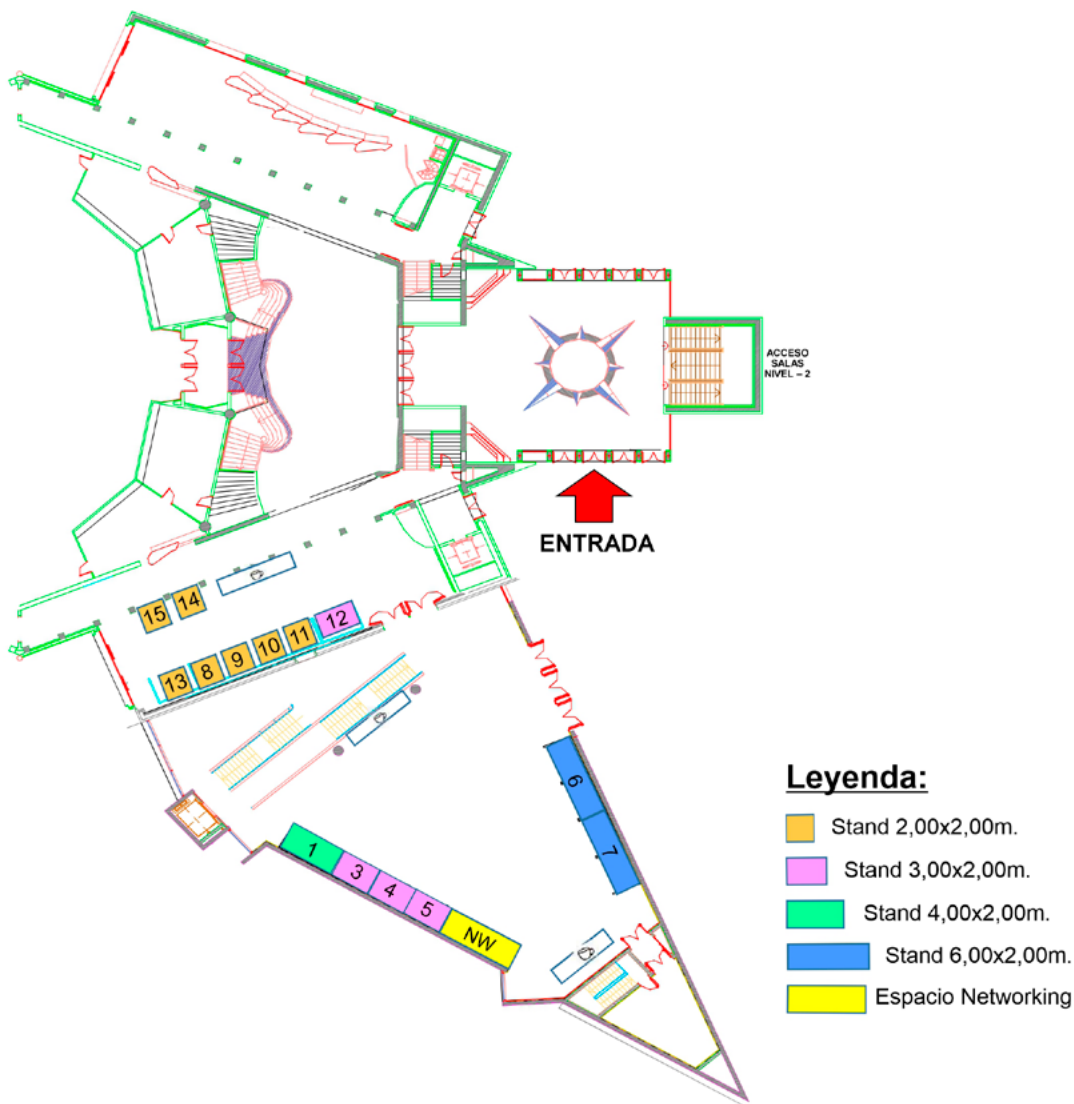 ACCESO
SALAS
NIVEL – 2
ENTRADA
15
14
12
11
10
9
8
13
6
7
1
3
4
5
NW
Leyenda:
Stand 2,00x2,00m.
Stand 3,00x2,00m.
Stand 4,00x2,00m.
Stand 6,00x2,00m.
Espacio Networking